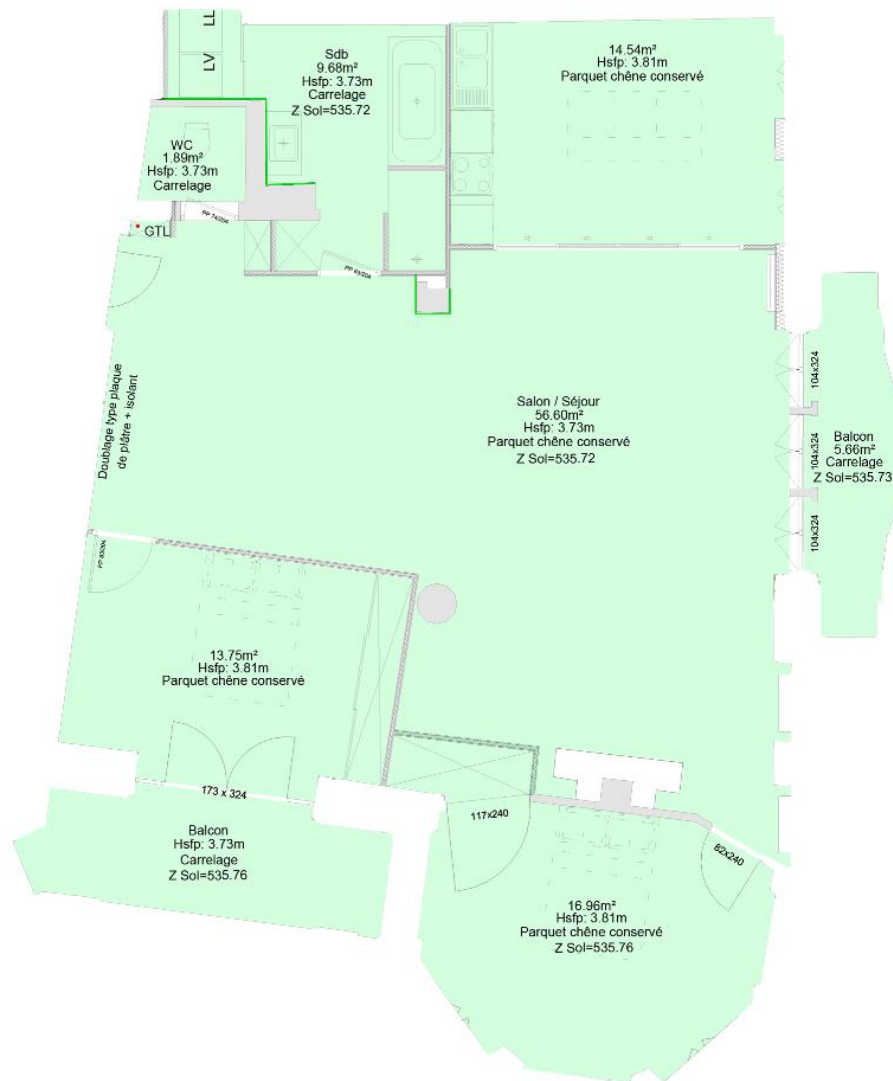 LL
LV
Sdb
9.68m²
Hsfp: 3.73m
Carrelage
Z Sol=535.72
14.54m²
Hsfp: 3.81m
Parquet chêne conservé
WC
1.89m²
Hsfp: 3.73m
Carrelage
GTL
Doublage type plaque
de plâtre + isolant
Salon / Séjour
56.60m²
Hsfp: 3.73m
Parquet chêne conservé
Z Sol=535.72
104x324
104x324
104x324
Balcon
5.66m²
Carrelage
Z Sol=535.73
13.75m²
Hsfp: 3.81m
Parquet chêne conservé
173 x 324
Balcon
Hsfp: 3.73m
Carrelage
Z Sol=535.76
117x240
82x240
16.96m²
Hsfp: 3.81m
Parquet chêne conservé
Z Sol=535.76